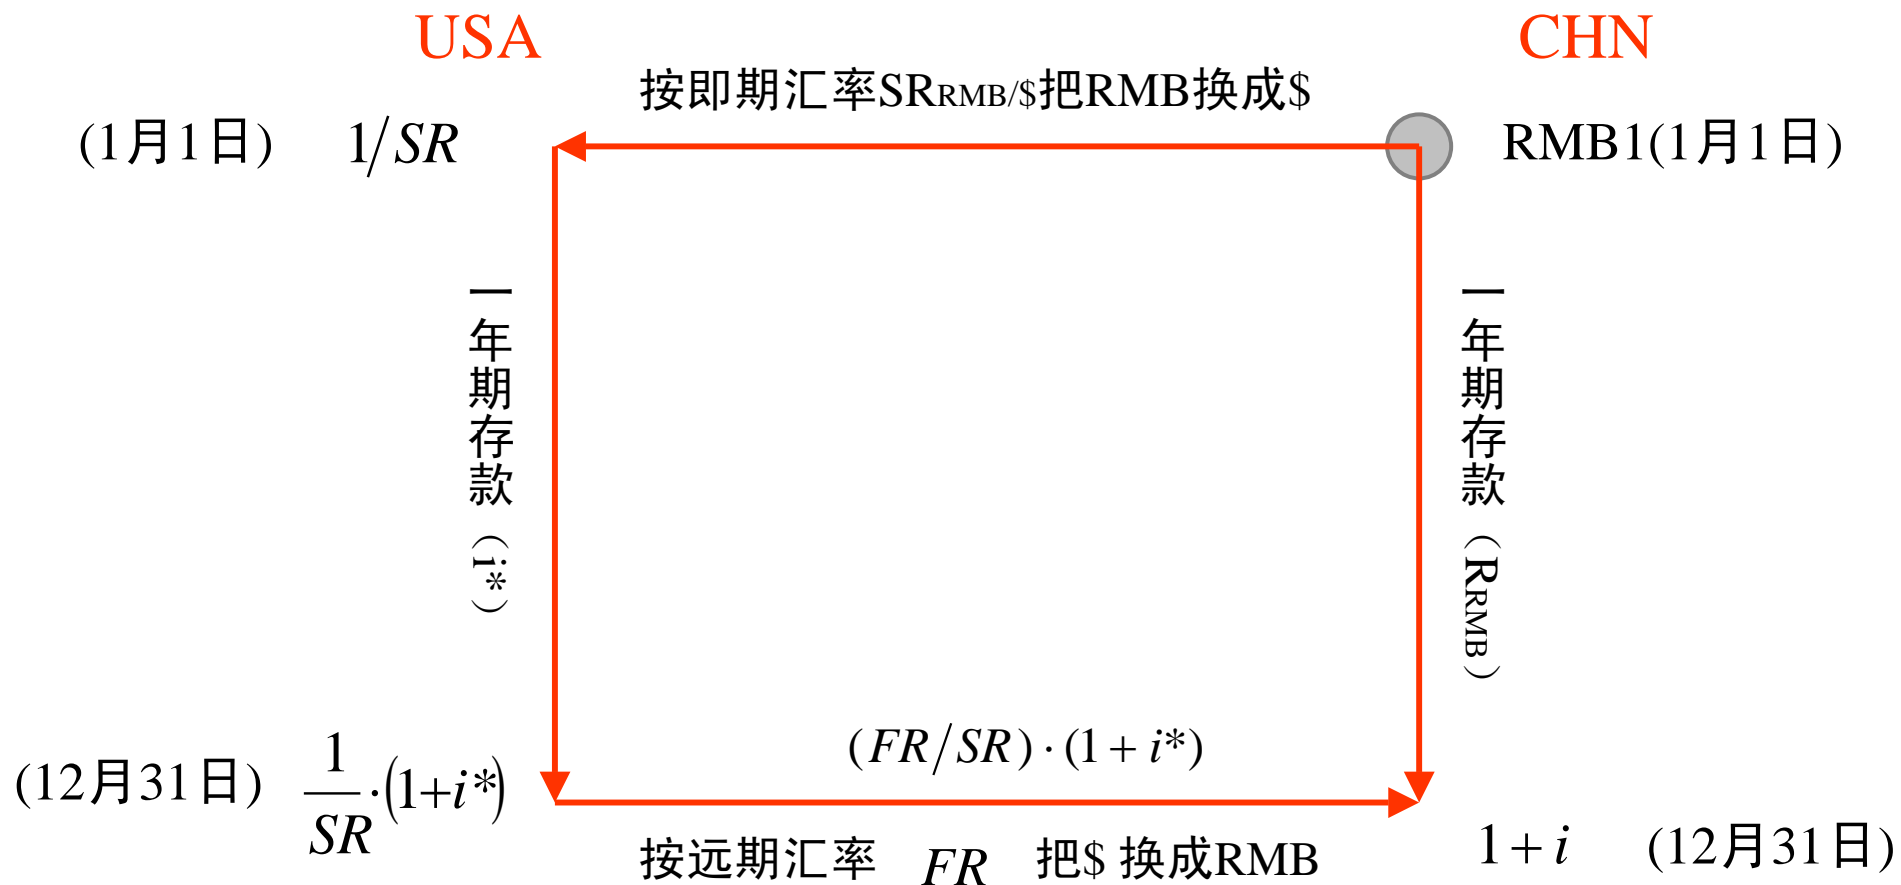 USA
CHN
按即期汇率SRRMB/$把RMB换成$
(1月1日) 1/SR
RMB1(1月1日)
一年期存款(i*)
一年期存款(RRMB)
(FR/SR)·(1+i*)
(12月31日) 1/SR·(1+i*)
按远期汇率 FR 把$ 换成RMB
1+i (12月31日)